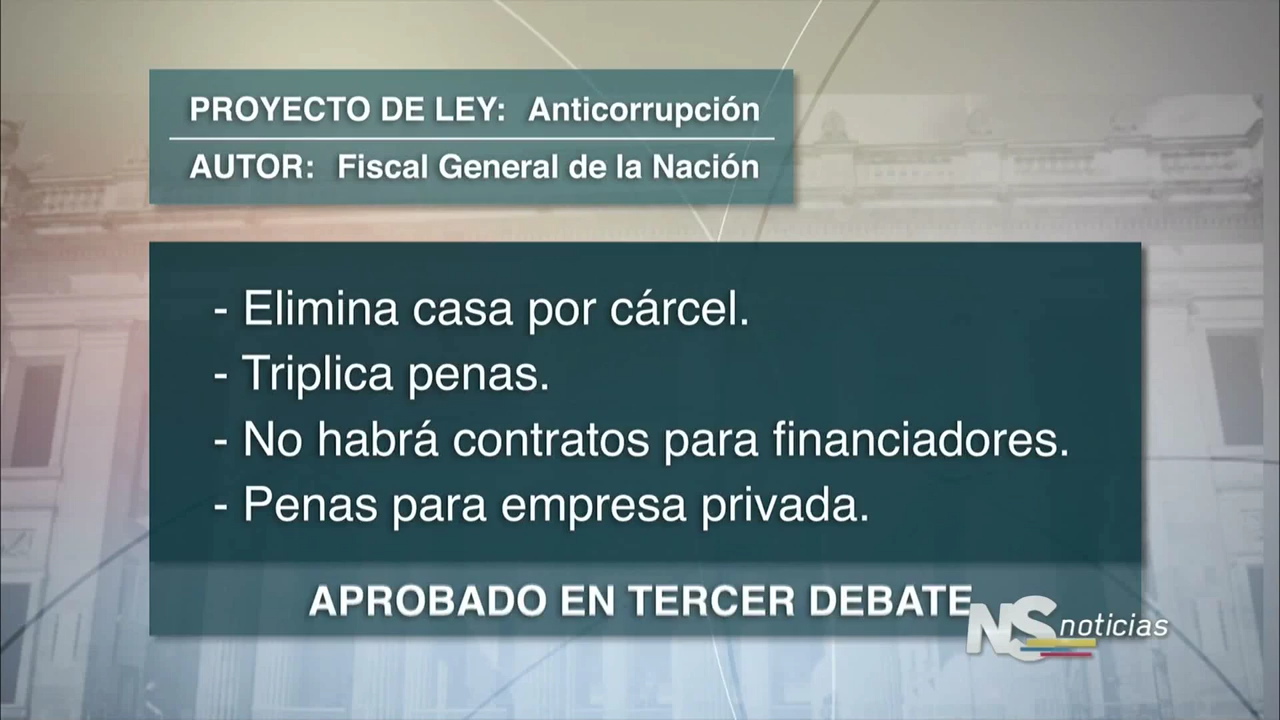 PROYECTO DE LEY: Anticorrupción
AUTOR: Fiscal General de la Nación
- Elimina casa por cárcel.
- Triplica penas.
- No habrá contratos para financiadores.
- Penas para empresa privada.
APROBADO EN TERCER DEBATE
NS noticias